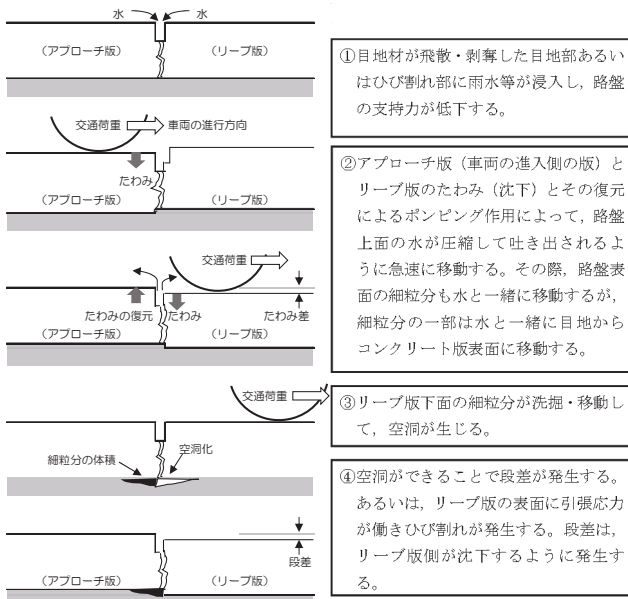 水 水
(アプローチ版) (リーブ版)
①目地材が飛散・剥奪した目地部あるい
はひび割れ部に雨水等が浸入し,路盤
の支持力が低下する。
交通荷重 車両の進行方向
たわみ
(アプローチ版) (リーブ版)
②アプローチ版(車両の進入側の版)と
リーブ版のたわみ(沈下)とその復元
によるポンピング作用によって,路盤
上面の水が圧縮して吐き出されるよ
うに急速に移動する。その際,路盤表
面の細粒分も水と一緒に移動するが,
細粒分の一部は水と一緒に目地から
コンクリート版表面に移動する。
交通荷重
たわみの復元 たわみ たわみ差
(アプローチ版) (リーブ版)
交通荷重
③リーブ版下面の細粒分が洗掘・移動し
て,空洞が生じる。
細粒分の体積 空洞化
④空洞ができることで段差が発生する。
あるいは,リーブ版の表面に引張応力
が働きひび割れが発生する。段差は,
リーブ版側が沈下するように発生す
る。
段差
(アプローチ版) (リーブ版)